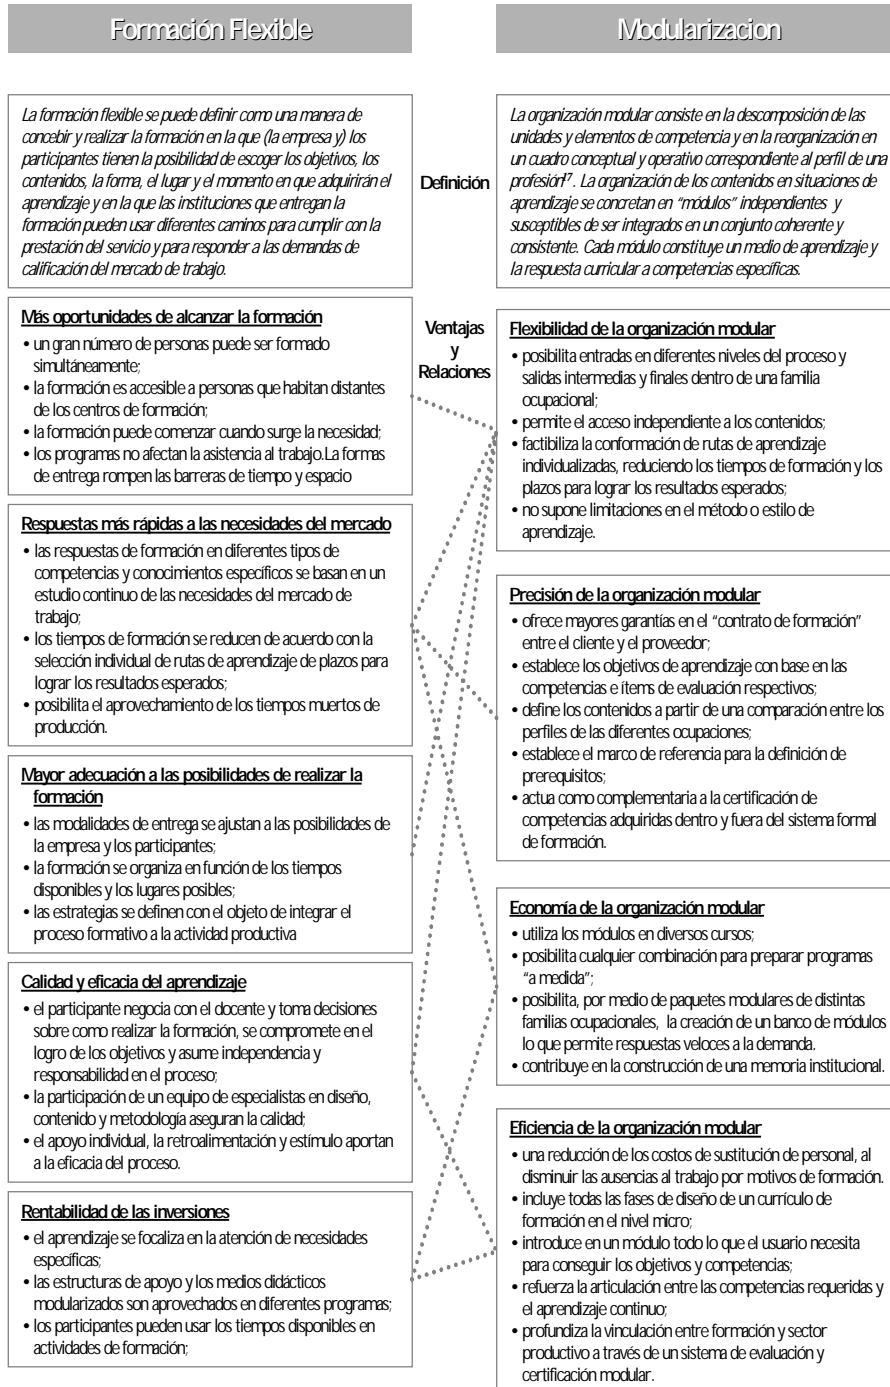 Formación Flexible
Modularizacion
La formación flexible se puede definir como una manera de
concebir y realizar la formación en la que (la empresa y) los
participantes tienen la posibilidad de escoger los objetivos, los
contenidos, la forma, el lugar y el momento en que adquirirán el
aprendizaje y en la que las instituciones que entregan la
formación pueden usar diferentes caminos para cumplir con la
prestación del servicio y para responder a las demandas de
calificación del mercado de trabajo.
Definición
La organización modular consiste en la descomposición de las
unidades y elementos de competencia y en la reorganización en
un cuadro conceptual y operativo correspondiente al perfil de una
profesión17. La organización de los contenidos en situaciones de
aprendizaje se concretan en “módulos” independientes y
susceptibles de ser integrados en un conjunto coherente y
consistente. Cada módulo constituye un medio de aprendizaje y
la respuesta curricular a competencias específicas.
Más oportunidades de alcanzar la formación
• un gran número de personas puede ser formado
simultáneamente;
• la formación es accesible a personas que habitan distantes
de los centros de formación;
• la formación puede comenzar cuando surge la necesidad;
• los programas no afectan la asistencia al trabajo.La formas
de entrega rompen las barreras de tiempo y espacio
Ventajas
y
Relaciones
Flexibilidad de la organización modular
• posibilita entradas en diferentes niveles del proceso y
salidas intermedias y finales dentro de una familia
ocupacional;
• permite el acceso independiente a los contenidos;
• factibiliza la conformación de rutas de aprendizaje
individualizadas, reduciendo los tiempos de formación y los
plazos para lograr los resultados esperados;
• no supone limitaciones en el método o estilo de
aprendizaje.
Respuestas más rápidas a las necesidades del mercado
• las respuestas de formación en diferentes tipos de
competencias y conocimientos específicos se basan en un
estudio continuo de las necesidades del mercado de
trabajo;
• los tiempos de formación se reducen de acuerdo con la
selección individual de rutas de aprendizaje de plazos para
lograr los resultados esperados;
• posibilita el aprovechamiento de los tiempos muertos de
producción.
Precisión de la organización modular
• ofrece mayores garantías en el “contrato de formación”
entre el cliente y el proveedor;
• establece los objetivos de aprendizaje con base en las
competencias e ítems de evaluación respectivos;
• define los contenidos a partir de una comparación entre los
perfiles de las diferentes ocupaciones;
• establece el marco de referencia para la definición de
prerequisitos;
• actua como complementaria a la certificación de
competencias adquiridas dentro y fuera del sistema formal
de formación.
Mayor adecuación a las posibilidades de realizar la
formación
• las modalidades de entrega se ajustan a las posibilidades de
la empresa y los participantes;
• la formación se organiza en función de los tiempos
disponibles y los lugares posibles;
• las estrategias se definen con el objeto de integrar el
proceso formativo a la actividad productiva
Economía de la organización modular
• utiliza los módulos en diversos cursos;
• posibilita cualquier combinación para preparar programas
“a medida”;
• posibilita, por medio de paquetes modulares de distintas
familias ocupacionales, la creación de un banco de módulos
lo que permite respuestas veloces a la demanda.
• contribuye en la construcción de una memoria institucional.
Calidad y eficacia del aprendizaje
• el participante negocia con el docente y toma decisiones
sobre como realizar la formación, se compromete en el
logro de los objetivos y asume independencia y
responsabilidad en el proceso;
• la participación de un equipo de especialistas en diseño,
contenido y metodología aseguran la calidad;
• el apoyo individual, la retroalimentación y estímulo aportan
a la eficacia del proceso.
Eficiencia de la organización modular
• una reducción de los costos de sustitución de personal, al
disminuir las ausencias al trabajo por motivos de formación.
• incluye todas las fases de diseño de un currículo de
formación en el nivel micro;
• introduce en un módulo todo lo que el usuario necesita
para conseguir los objetivos y competencias;
• refuerza la articulación entre las competencias requeridas y
el aprendizaje continuo;
• profundiza la vinculación entre formación y sector
productivo a través de un sistema de evaluación y
certificación modular.
Rentabilidad de las inversiones
• el aprendizaje se focaliza en la atención de necesidades
específicas;
• las estructuras de apoyo y los medios didácticos
modularizados son aprovechados en diferentes programas;
• los participantes pueden usar los tiempos disponibles en
actividades de formación;